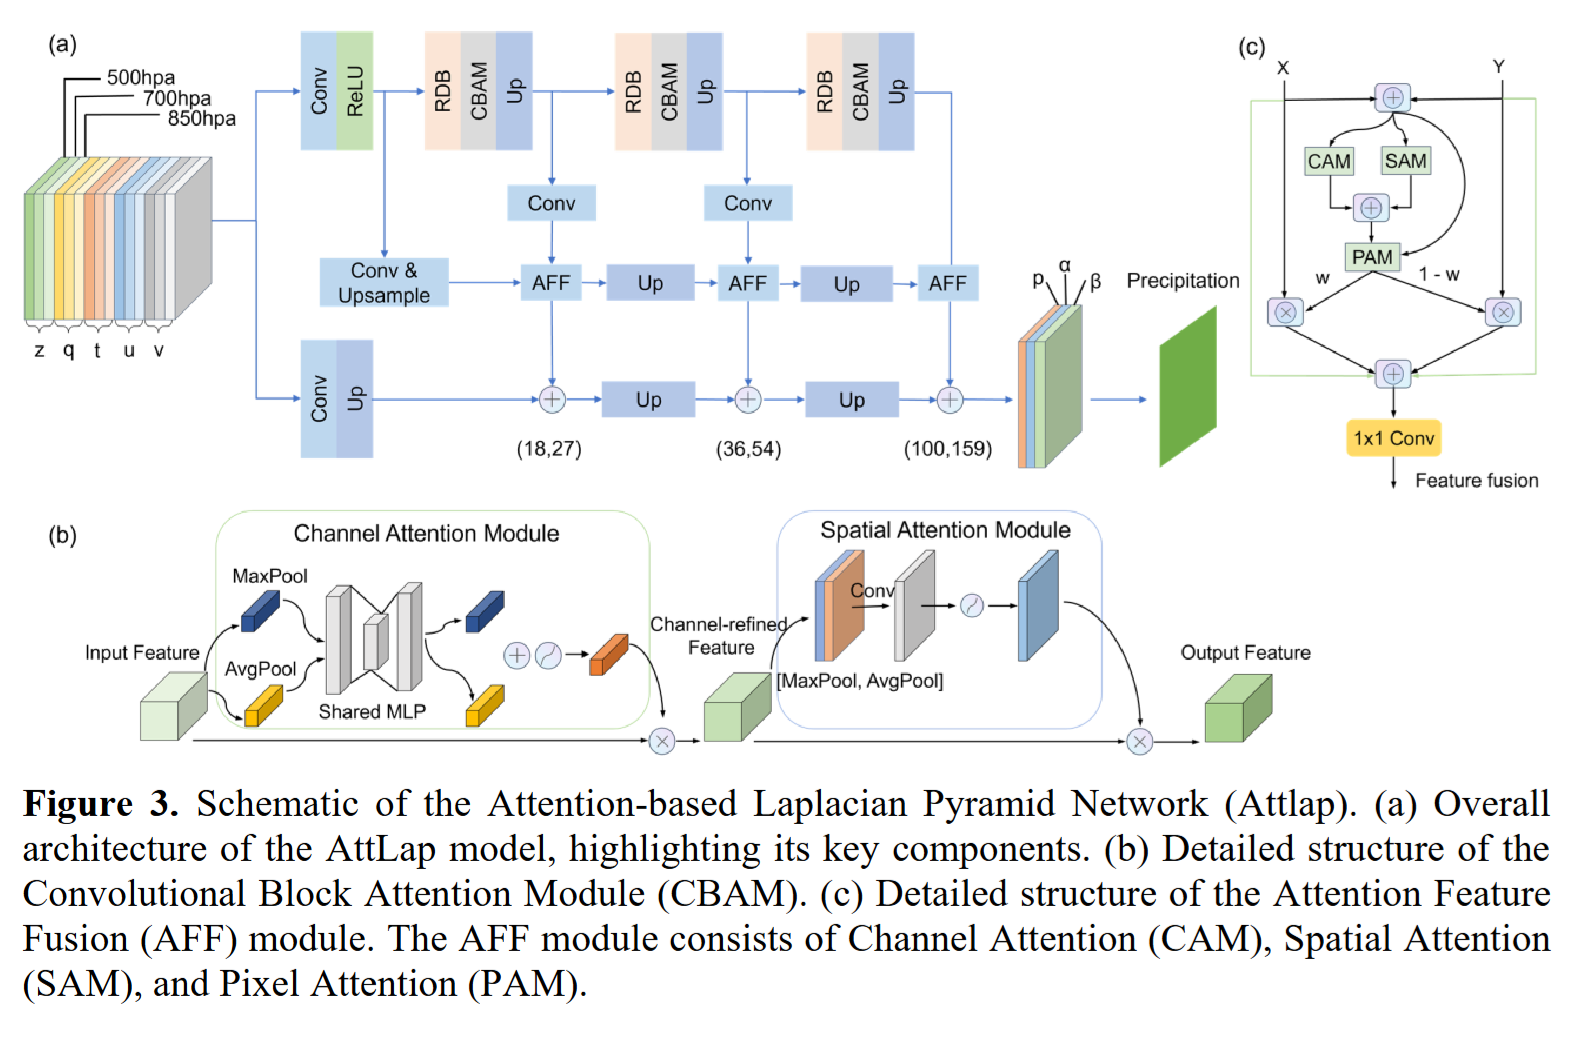 (a)
500hpa
700hpa
850hpa
z q t u v
Conv
ReLU
RDB
CBAM
Up
RDB
CBAM
Up
RDB
CBAM
Up
Conv
Conv
Conv &
Upsample
AFF
Up
AFF
Up
AFF
Conv
Up
+
Up
+
Up
+
(18,27)
(36,54)
(100,159)
p α β
Precipitation
(c)
X
Y
+
CAM
SAM
+
PAM
w
1 - w
×
×
+
1x1 Conv
Feature fusion
(b)
Channel Attention Module
MaxPool
Input Feature
AvgPool
Shared MLP
+
×
Channel-refined
Feature
Spatial Attention Module
Conv
[MaxPool, AvgPool]
×
Output Feature
Figure 3. Schematic of the Attention-based Laplacian Pyramid Network (Attlap). (a) Overall
architecture of the AttLap model, highlighting its key components. (b) Detailed structure of the
Convolutional Block Attention Module (CBAM). (c) Detailed structure of the Attention Feature
Fusion (AFF) module. The AFF module consists of Channel Attention (CAM), Spatial Attention
(SAM), and Pixel Attention (PAM).